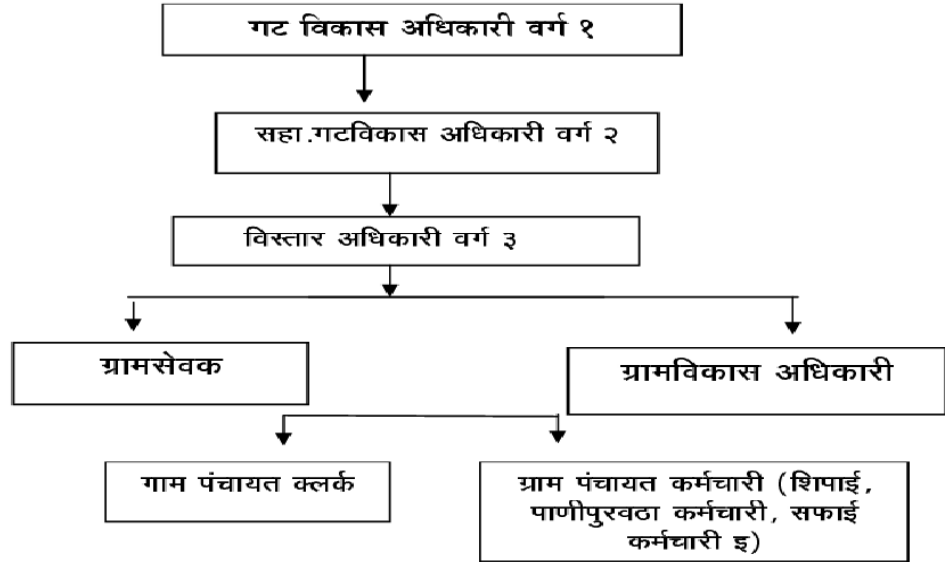 गट विकास अधिकारी वर्ग १
सहा.गटविकास अधिकारी वर्ग २
विस्तार अधिकारी वर्ग ३
ग्रामसेवक
ग्रामविकास अधिकारी
गाम पंचायत क्लर्क
ग्राम पंचायत कर्मचारी (शिपाई,
पाणीपुरवठा कर्मचारी, सफाई
कर्मचारी इ)